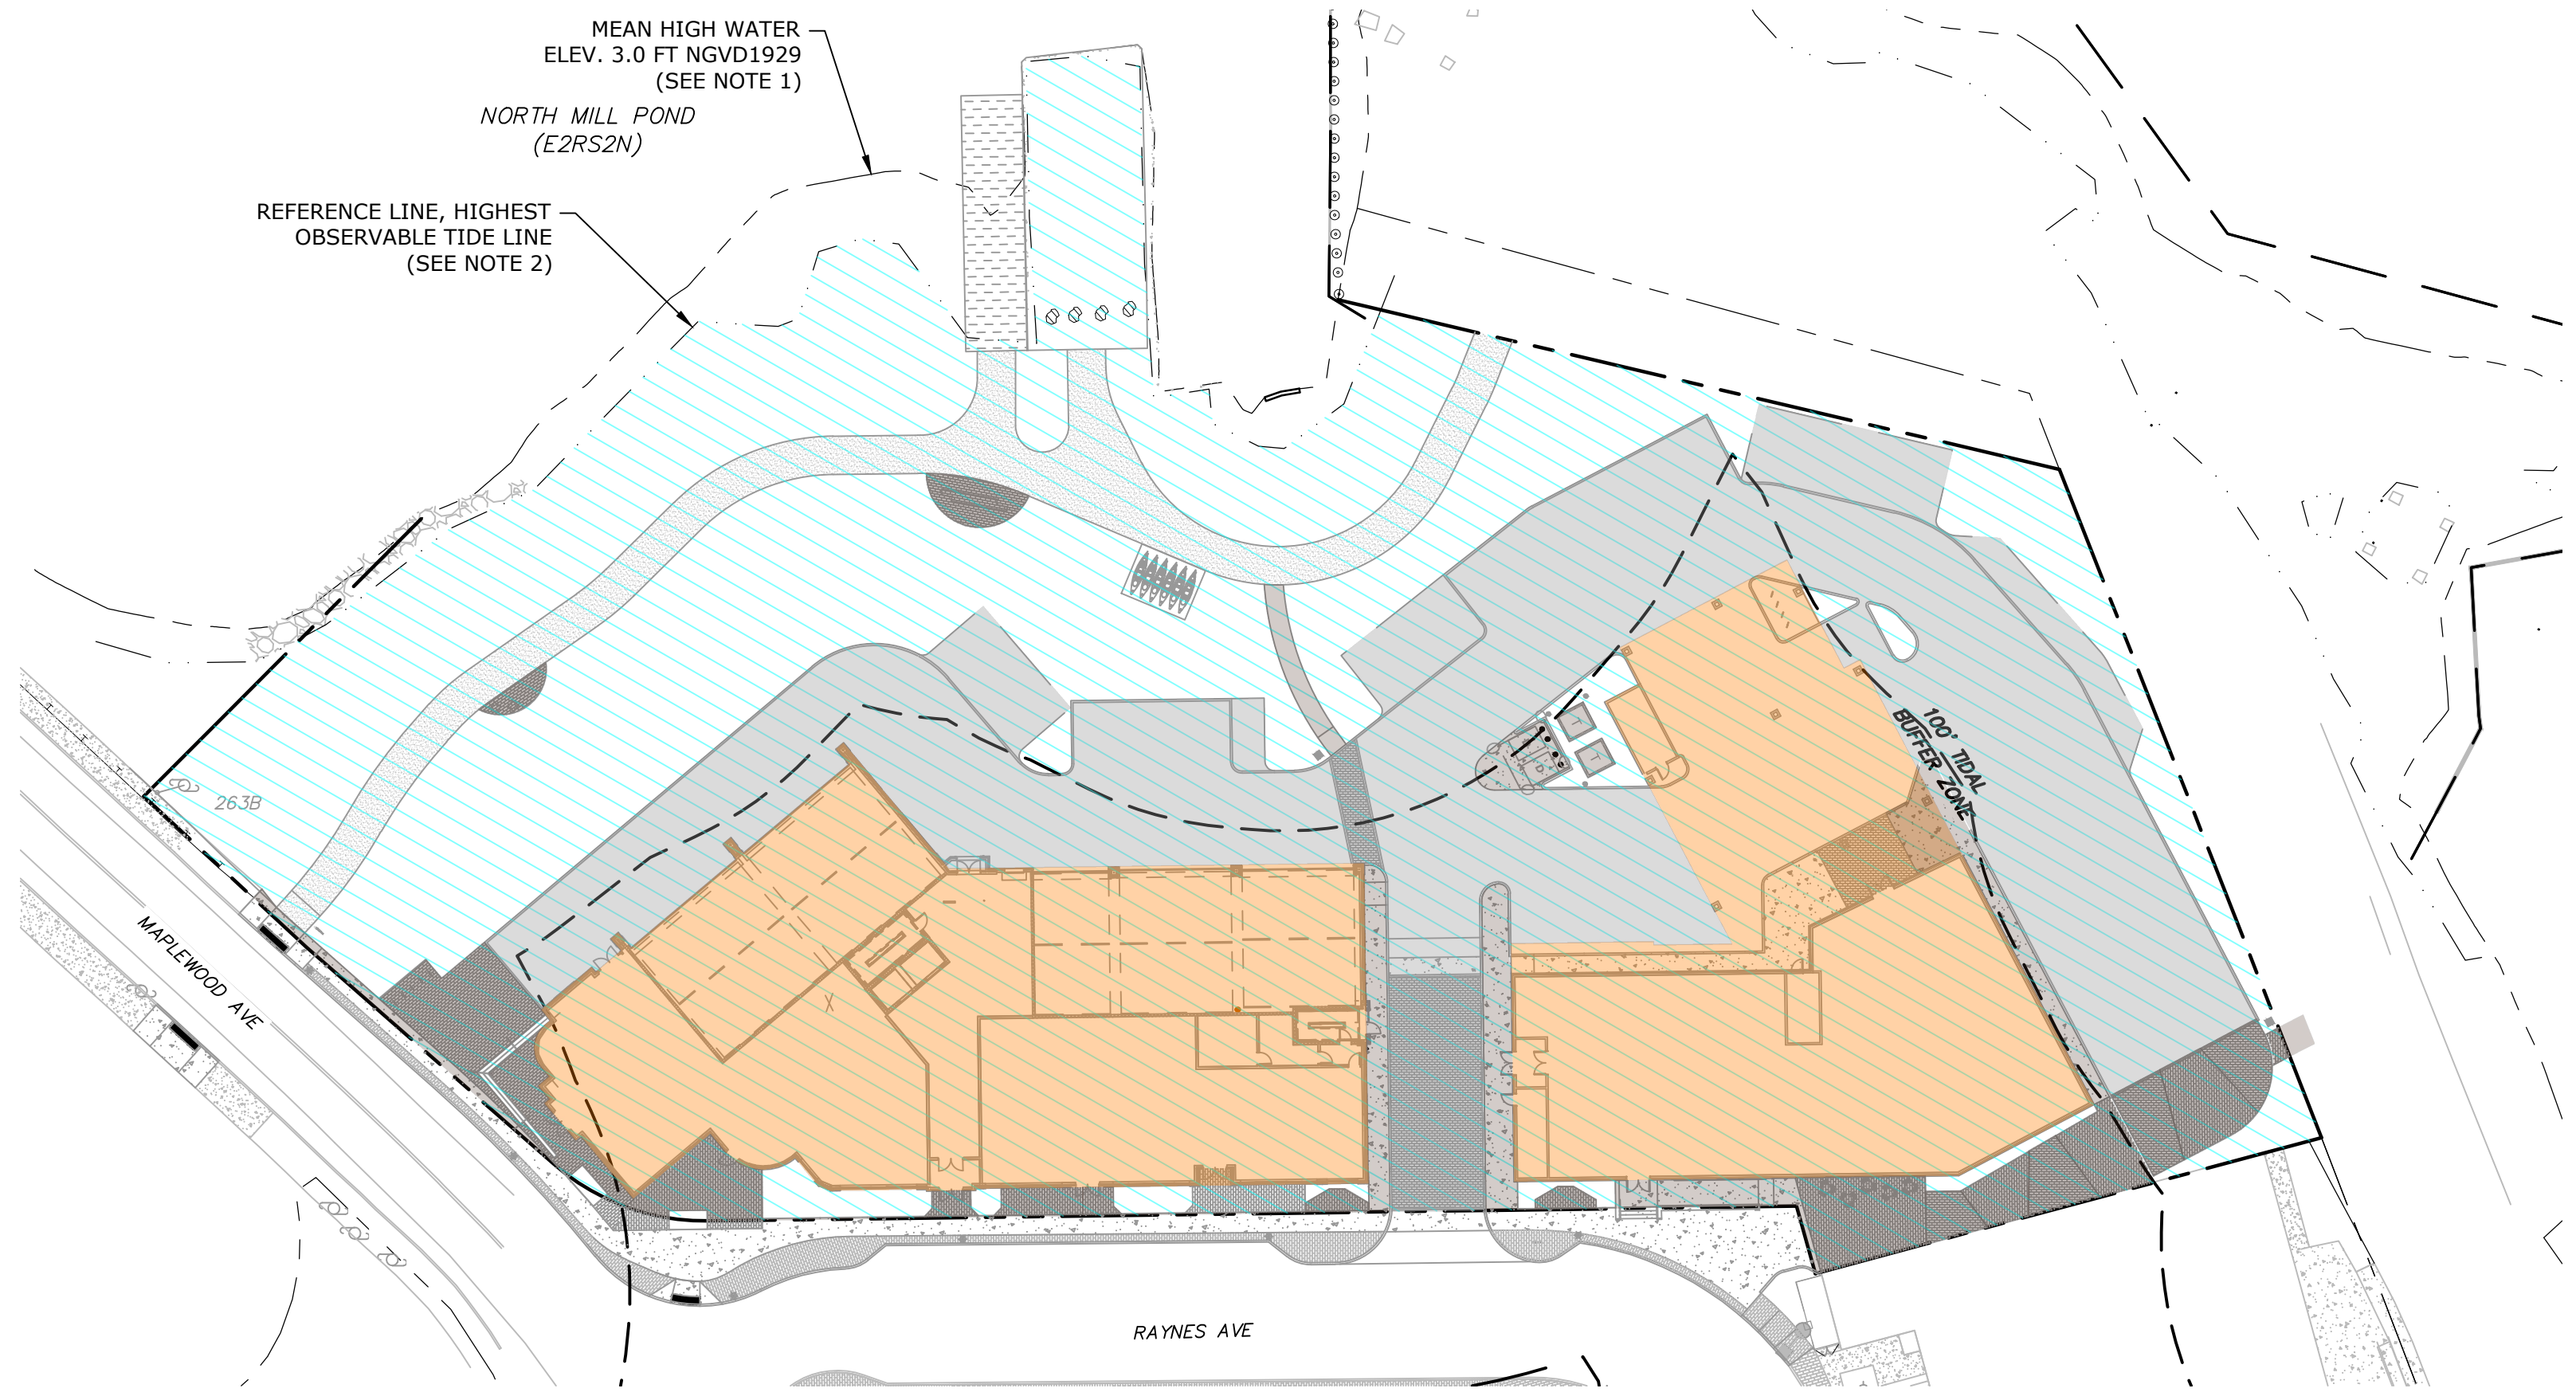 MEAN HIGH WATER
ELEV. 3.0 FT NGVD1929
(SEE NOTE 1)
NORTH MILL POND
(E2RS2N)
REFERENCE LINE, HIGHEST
OBSERVABLE TIDE LINE
(SEE NOTE 2)
263B
MAPLEWOOD AVE
100' TIDAL
BUFFER ZONE
T
T
D
RAYNES AVE